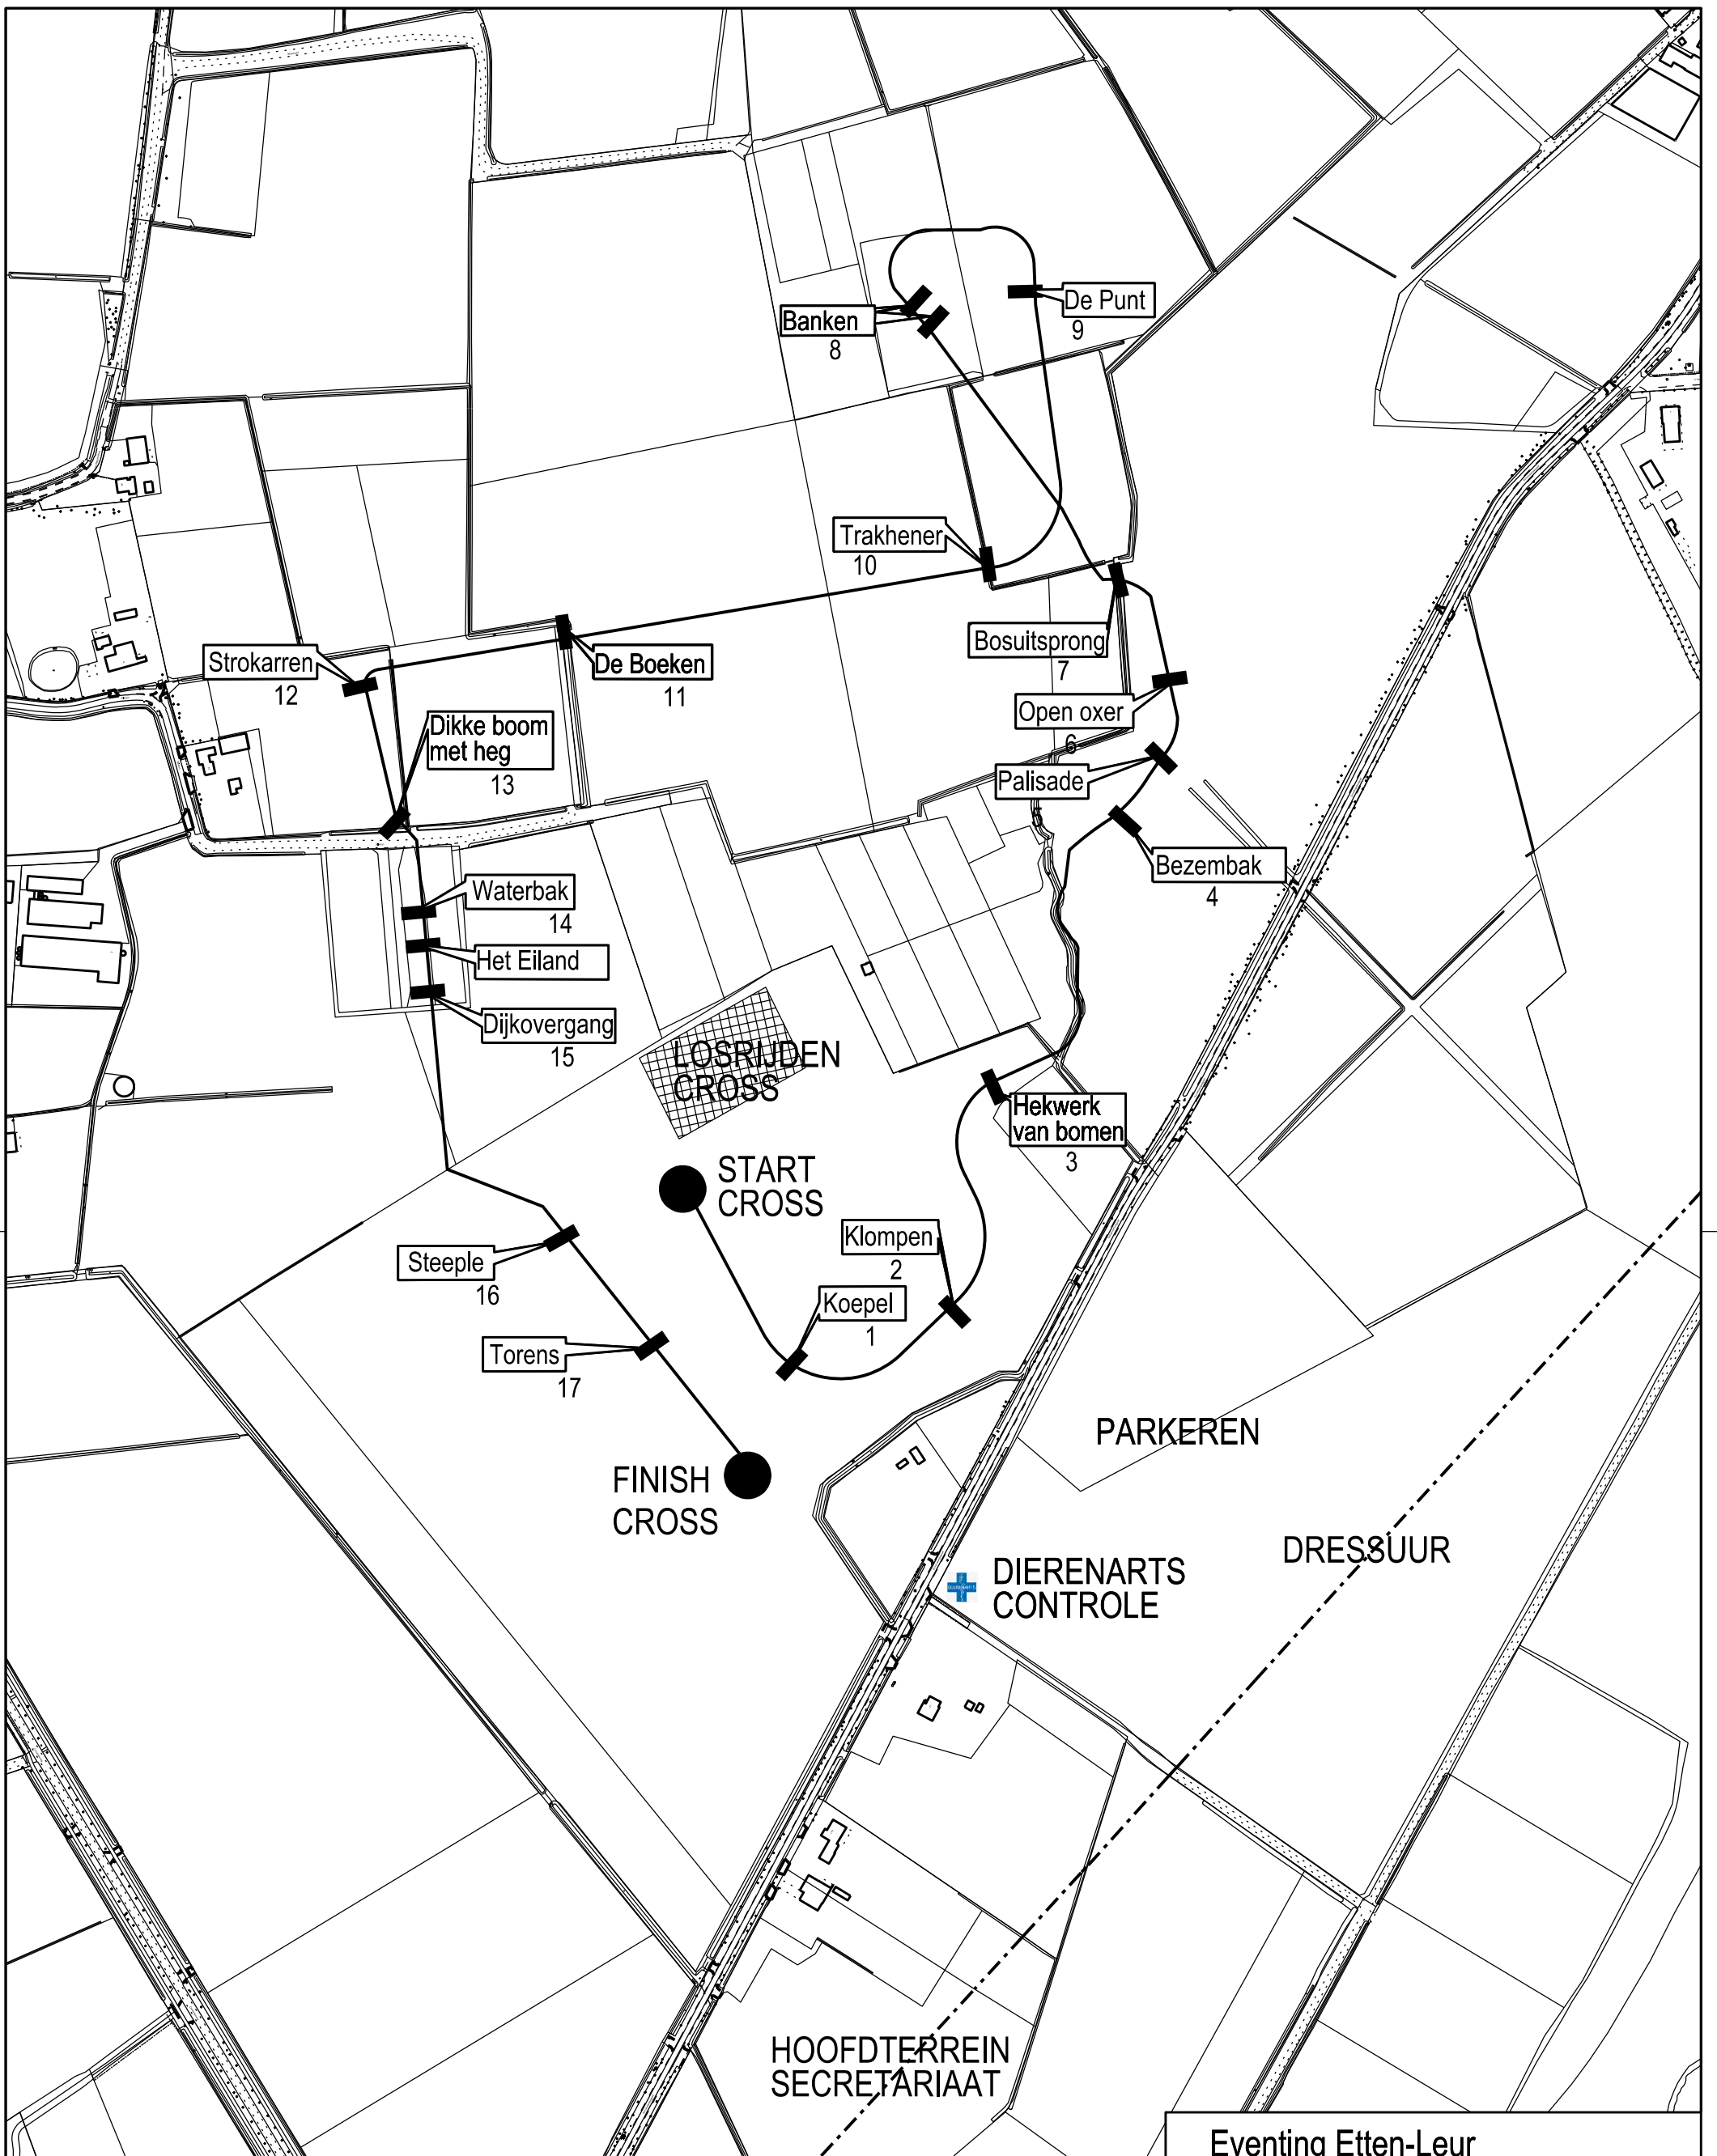 De Punt
9
Banken
8
Trakhener
10
Bosuitsprong
7
De Boeken
11
Strokarren
12
Open oxer
6
Dikke boom
met heg
13
Palisade
5
Bezembak
4
Waterbak
14
Het Eiland
Dijkovergang
15
LOSRIJDEN
CROSS
Hekwerk
van bomen
3
START
CROSS
Klompen
2
Steeple
16
Koepel
1
Torens
17
PARKEREN
FINISH
CROSS
DRESSUUR
DIERENARTS
CONTROLE
HOOFDTERREIN
SECRETARIAAT
Eventing Etten-Leur